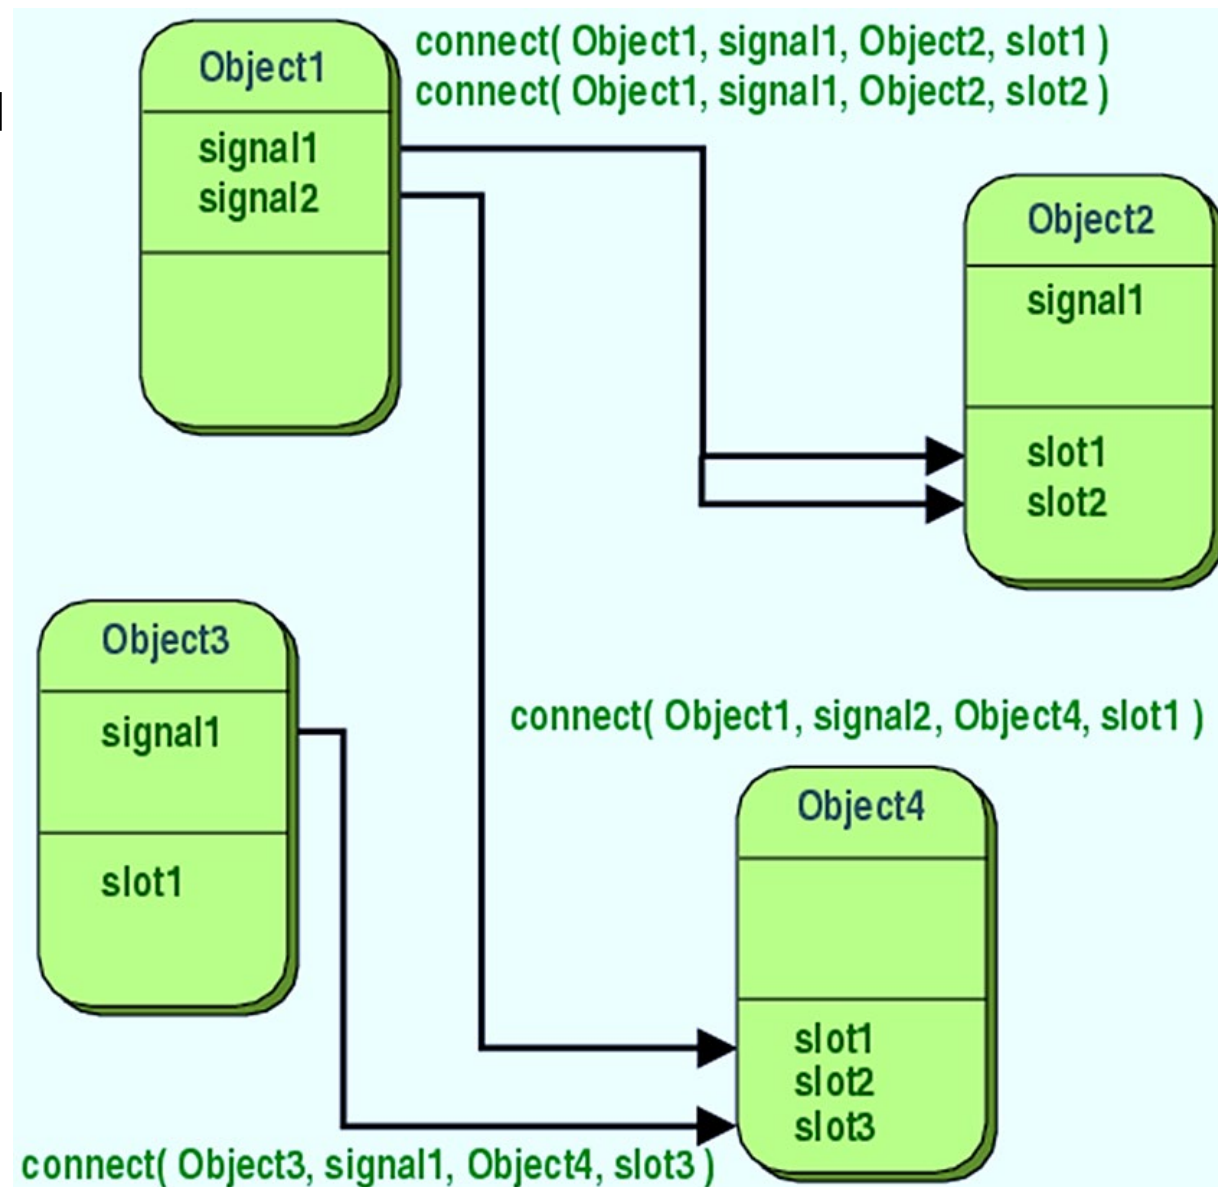 Object1
signal1
signal2
connect( Object1, signal1, Object2, slot1 )
connect( Object1, signal1, Object2, slot2 )
Object2
signal1
slot1
slot2
Object3
signal1
slot1
connect( Object1, signal2, Object4, slot1 )
Object4
slot1
slot2
slot3
connect( Object3, signal1, Object4, slot3 )